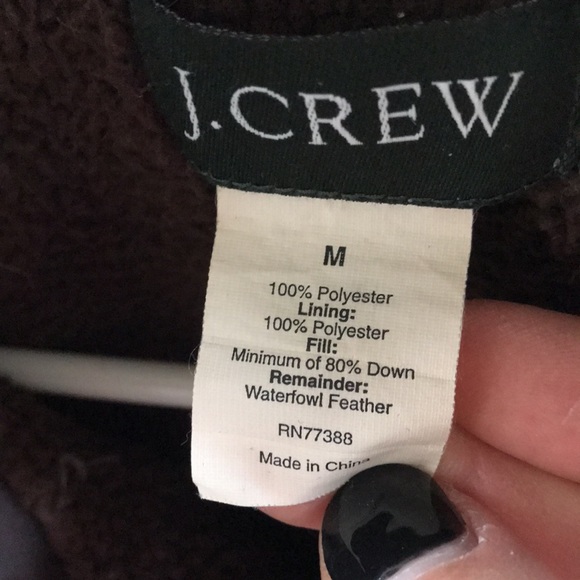 J.CREW
M
100% Polyester
Lining:
100% Polyester
Fill:
Minimum of 80% Down
Remainder:
Waterfowl Feather
RN77388
Made in China